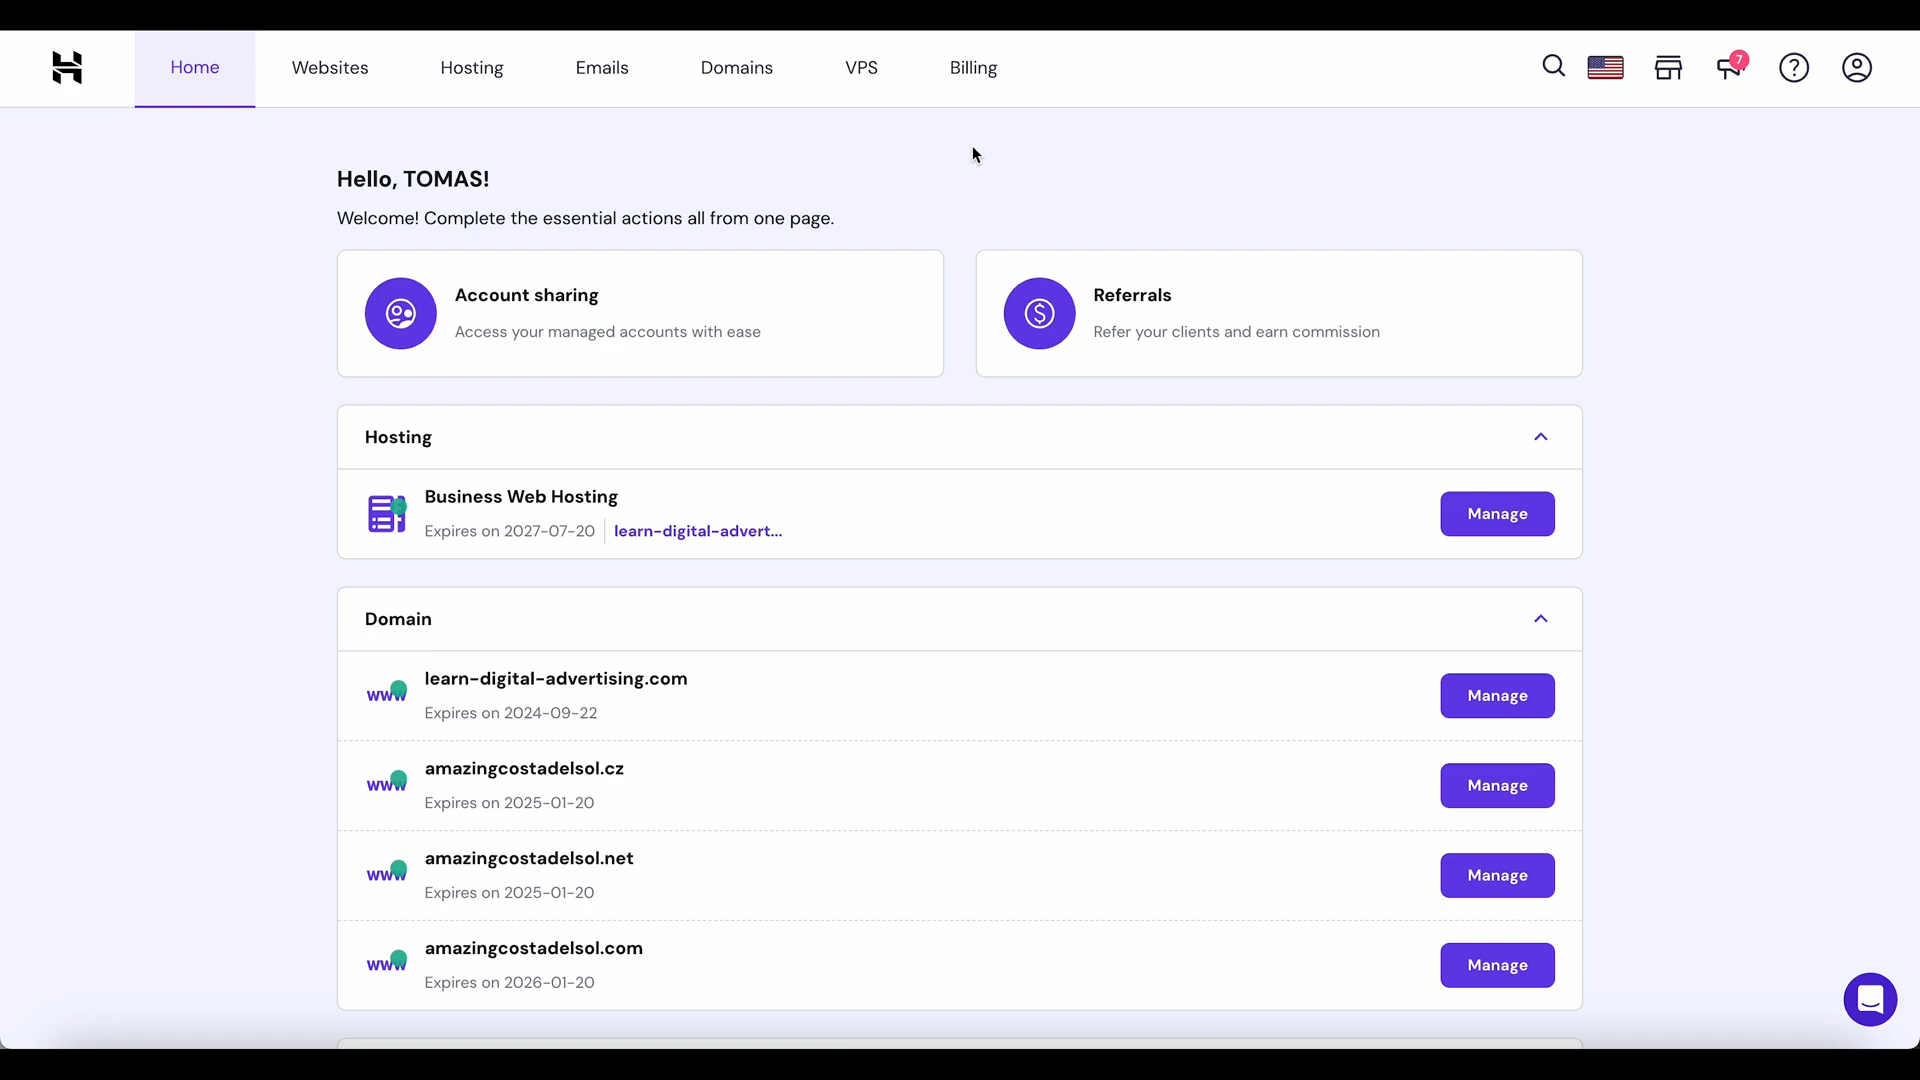 Home
Websites
Hosting
Emails
Domains
VPS
Billing
7
Hello, TOMAS!
Welcome! Complete the essential actions all from one page.
Account sharing
Access your managed accounts with ease
Referrals
Refer your clients and earn commission
Hosting
Business Web Hosting
Expires on 2027-07-20
learn-digital-advert...
Manage
Domain
www
learn-digital-advertising.com
Expires on 2024-09-22
Manage
www
amazingcostadelsol.cz
Expires on 2025-01-20
Manage
www
amazingcostadelsol.net
Expires on 2025-01-20
Manage
www
amazingcostadelsol.com
Expires on 2026-01-20
Manage